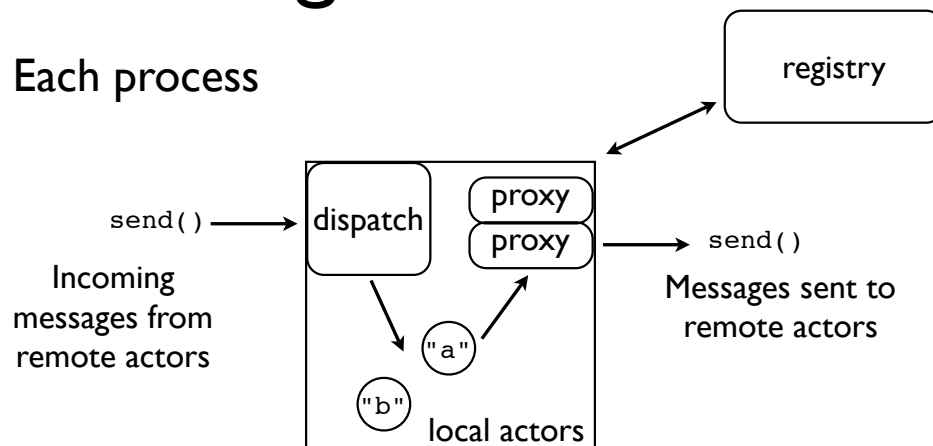 Each process
registry
proxy
send()
dispatch
proxy
send()
Incoming
messages from
remote actors
Messages sent to
remote actors
"a"
"b"
local actors